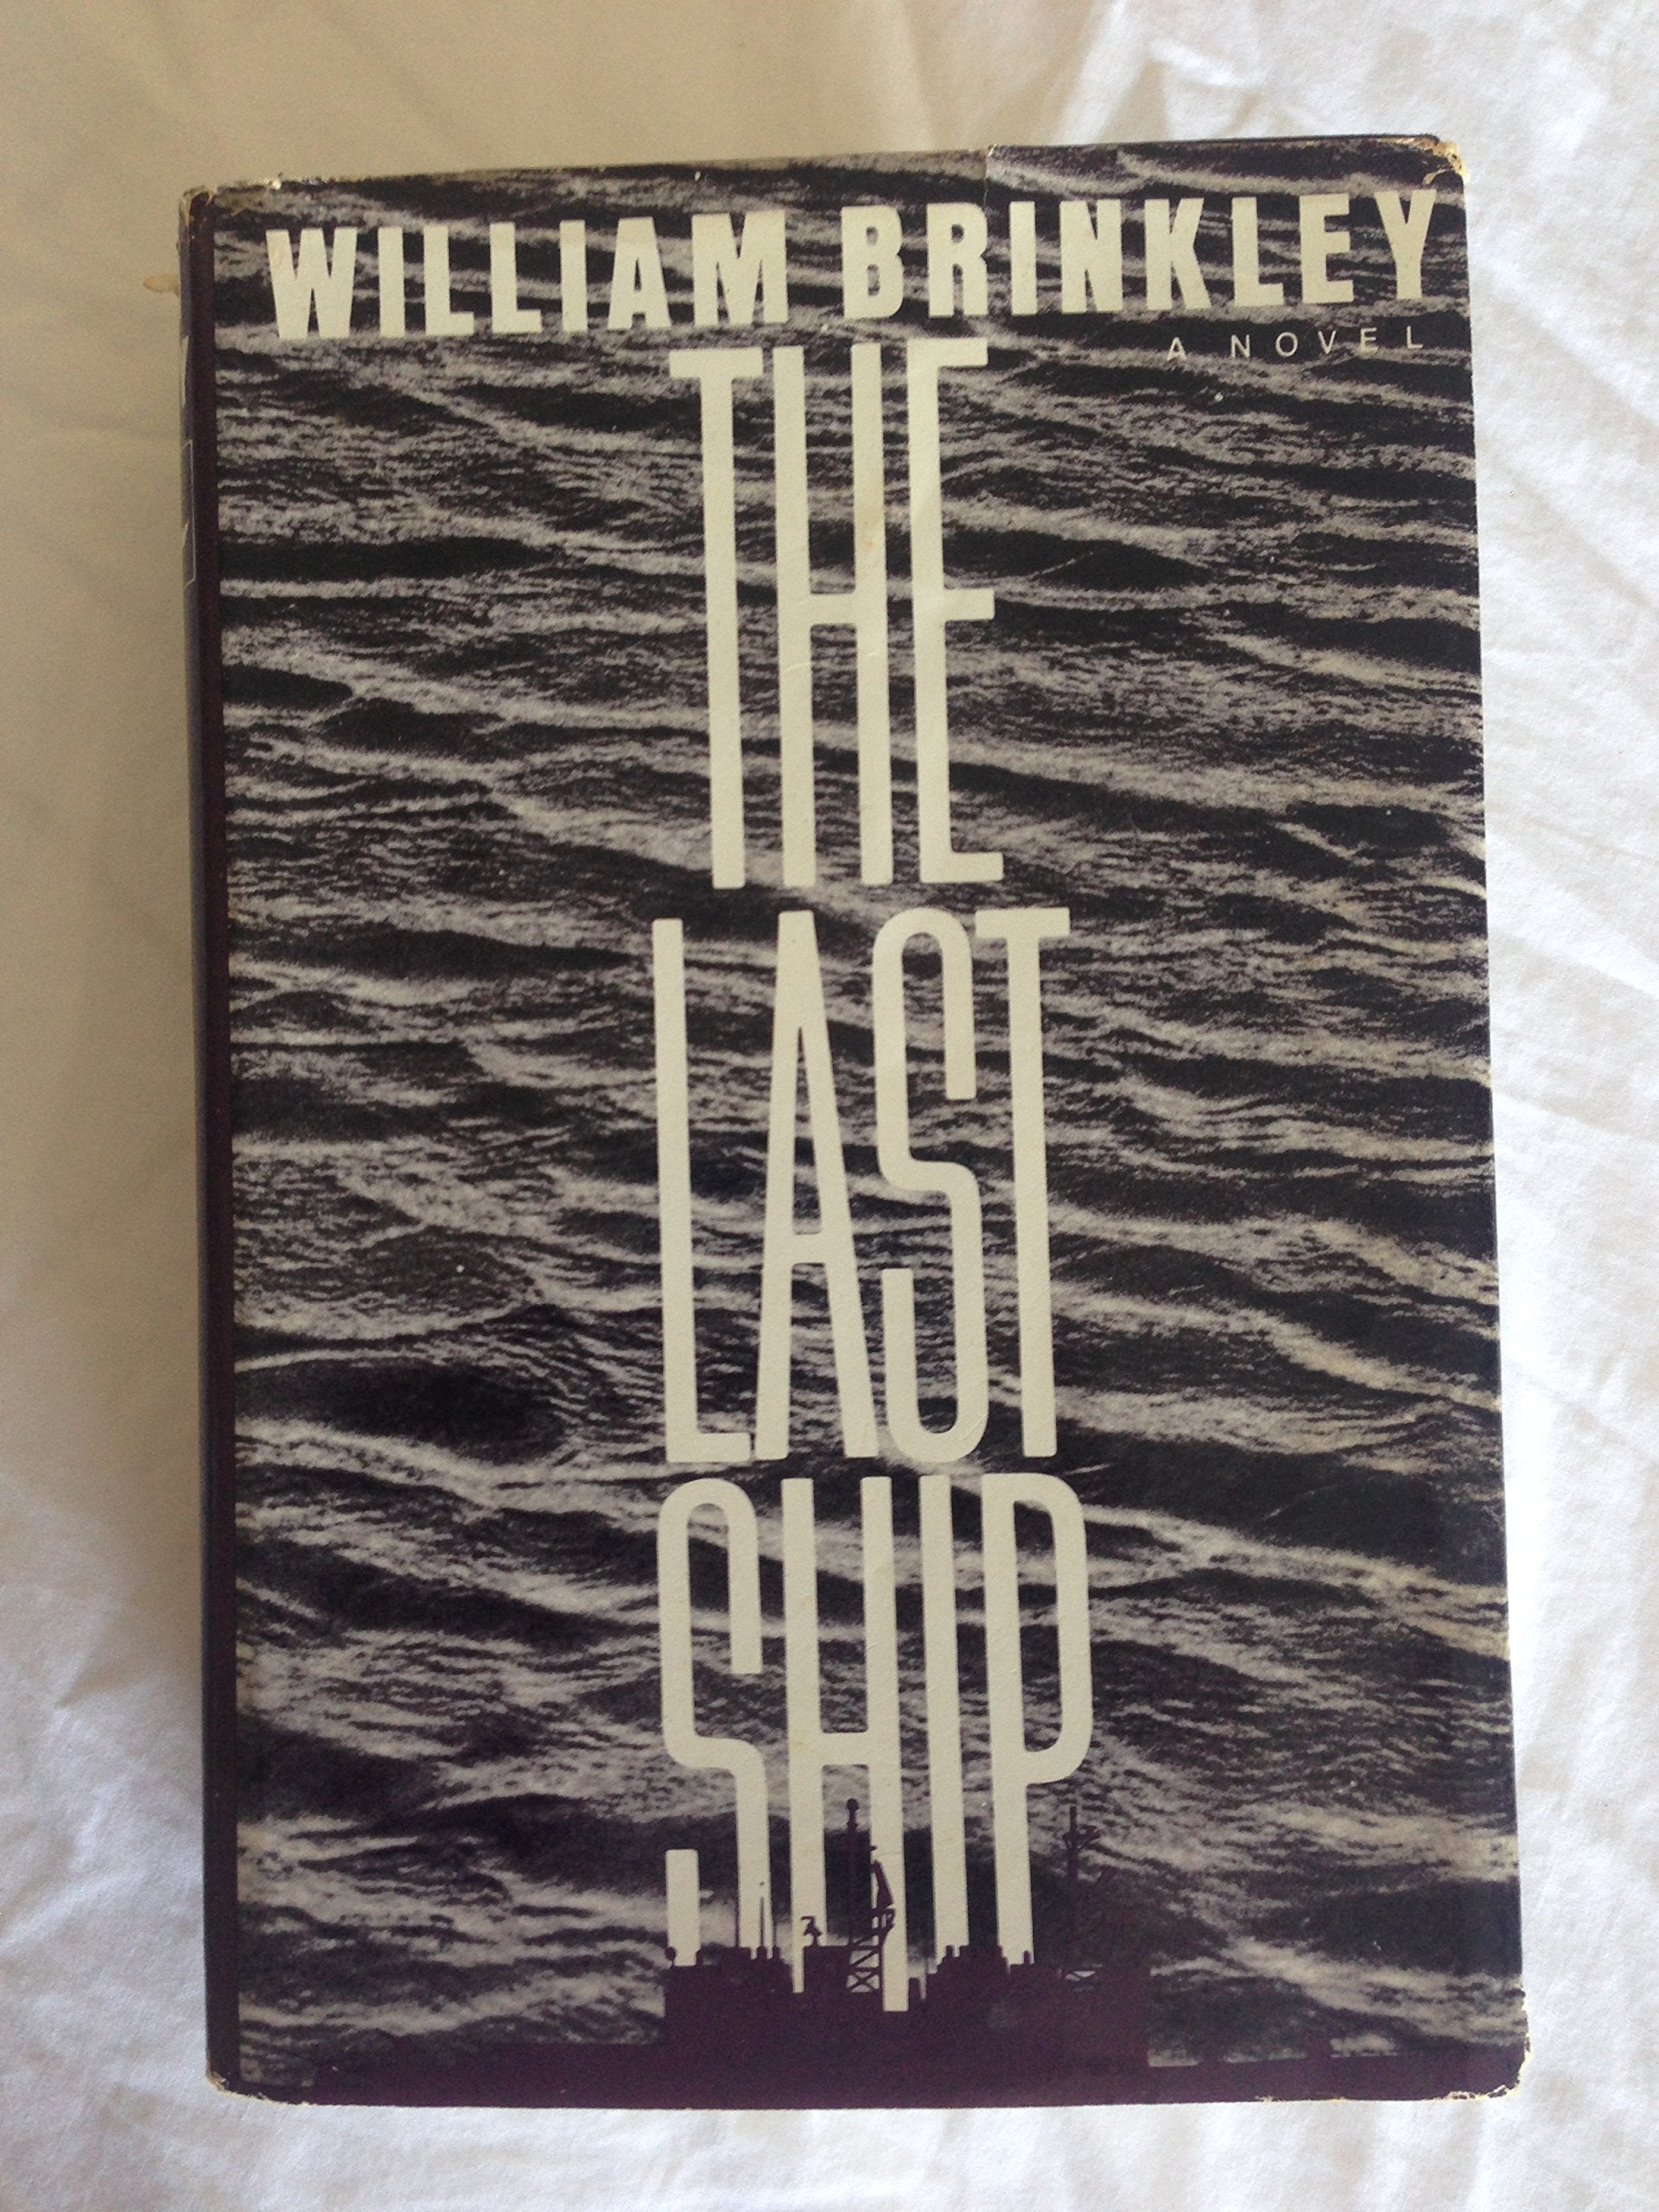 WILLIAM BRINKLEY
A NOVEL
THE
LAST
SHIP